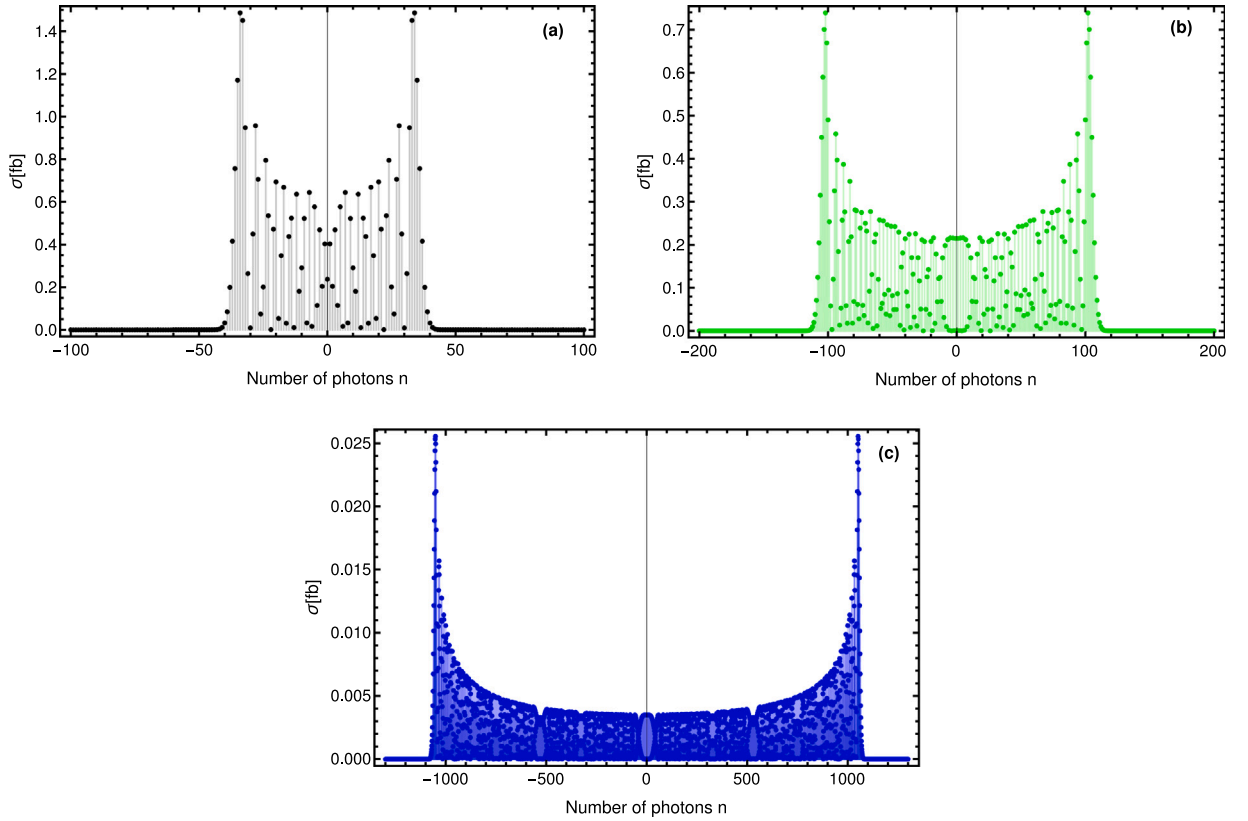 (a)
σ[fb]
1.4
1.2
1.0
0.8
0.6
0.4
0.2
0.0
−100 −50 0 50 100
Number of photons n
(b)
σ[fb]
0.7
0.6
0.5
0.4
0.3
0.2
0.1
0.0
−200 −100 0 100 200
Number of photons n
(c)
σ[fb]
0.025
0.020
0.015
0.010
0.005
0.000
−1000 −500 0 500 1000
Number of photons n